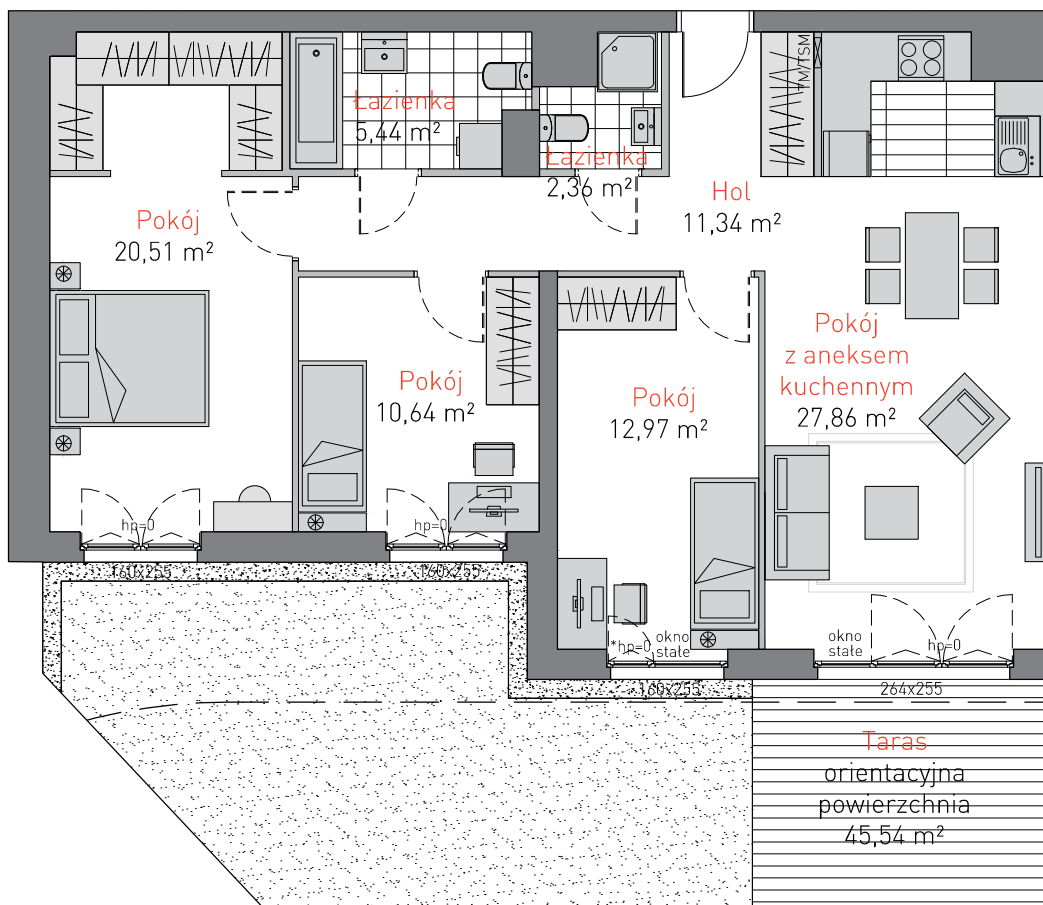 TM/TSM
Łazienka
5,44 m²
Łazienka
2,36 m²
Hol
11,34 m²
Pokój
20,51 m²
Pokój
10,64 m²
Pokój
12,97 m²
Pokój
z aneksem
kuchennym
27,86 m²
hp=0
hp=0
160x255
160x255
*hp=0
okno
stałe
okno
stałe
hp=0
160x255
264x255
Taras
orientacyjna
powierzchnia
45,54 m²